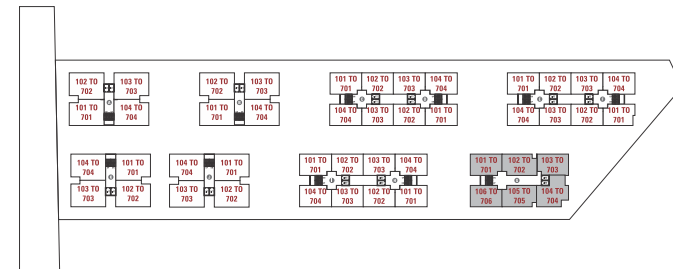 102 TO 103 TO
702 703
101 TO 104 TO
701 704
102 TO 103 TO
702 703
101 TO 104 TO
701 704
101 TO 102 TO 103 TO 104 TO
701 702 703 704
104 TO 103 TO 102 TO 101 TO
704 703 702 701
101 TO 102 TO 103 TO 104 TO
701 702 703 704
104 TO 103 TO 102 TO 101 TO
704 703 702 701
104 TO 101 TO
704 701
103 TO 102 TO
703 702
104 TO 101 TO
704 701
103 TO 102 TO
703 702
101 TO 102 TO 103 TO 104 TO
701 702 703 704
104 TO 103 TO 102 TO 101 TO
704 703 702 701
101 TO 102 TO 103 TO
701 702 703
106 TO 105 TO 104 TO
706 705 704